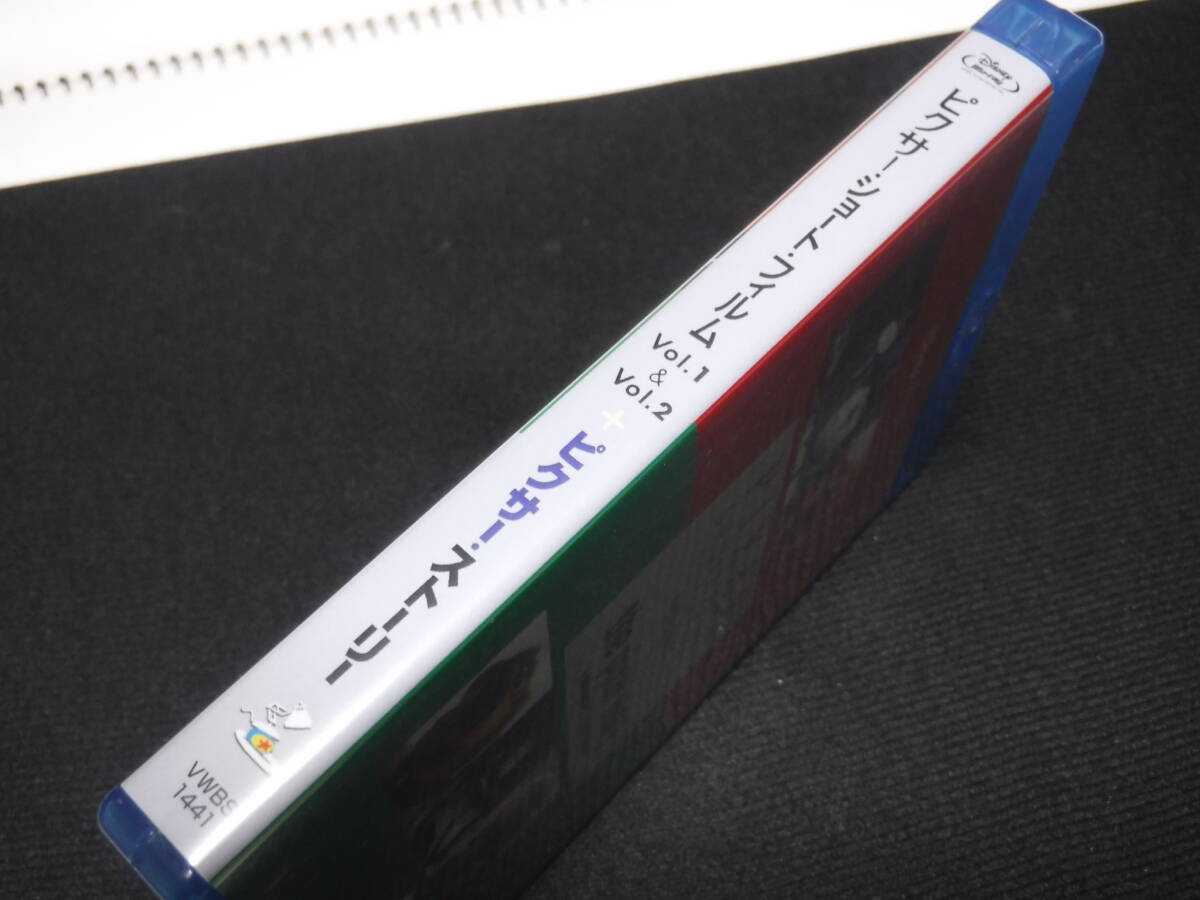 Disney
Blu-ray
ピクサー・ショート・フィルム
Vol.1
&
Vol.2
+
ピクサー・ストーリー
VWBS
1441